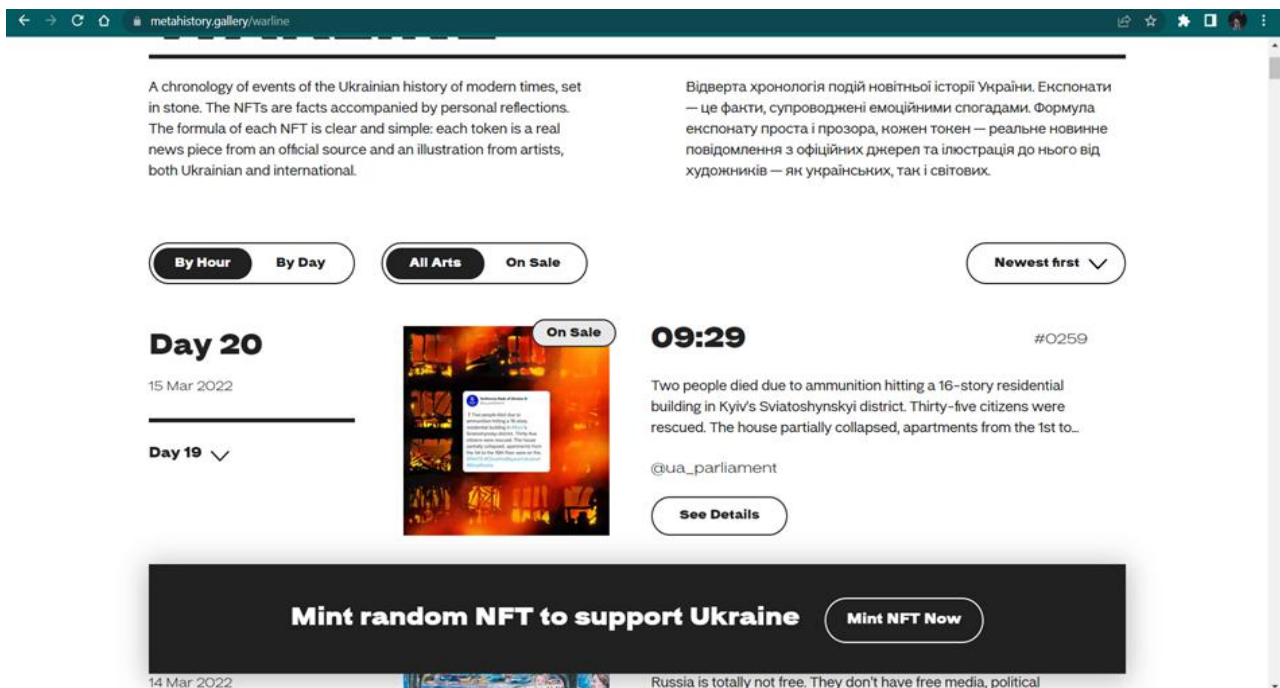 metahistory.gallery/warline
A chronology of events of the Ukrainian history of modern times, set
in stone. The NFTs are facts accompanied by personal reflections.
The formula of each NFT is clear and simple: each token is a real
news piece from an official source and an illustration from artists,
both Ukrainian and international.
Відверта хронологія подій новітньої історії України. Експонати
— це факти, супроводжені емоційними спогадами. Формула
експонату проста і прозора, кожен токен — реальне новинне
повідомлення з офіційних джерел та ілюстрація до нього від
художників — як українських, так і світових.
By Hour By Day All Arts On Sale Newest first
Day 20
15 Mar 2022
Day 19
On Sale
09:29 #0259
Two people died due to ammunition hitting a 16-story residential
building in Kyiv's Sviatoshynskyi district. Thirty-five citizens were
rescued. The house partially collapsed, apartments from the 1st to...
@ua_parliament
See Details
Mint random NFT to support Ukraine Mint NFT Now
14 Mar 2022
Russia is totally not free. They don't have free media, political